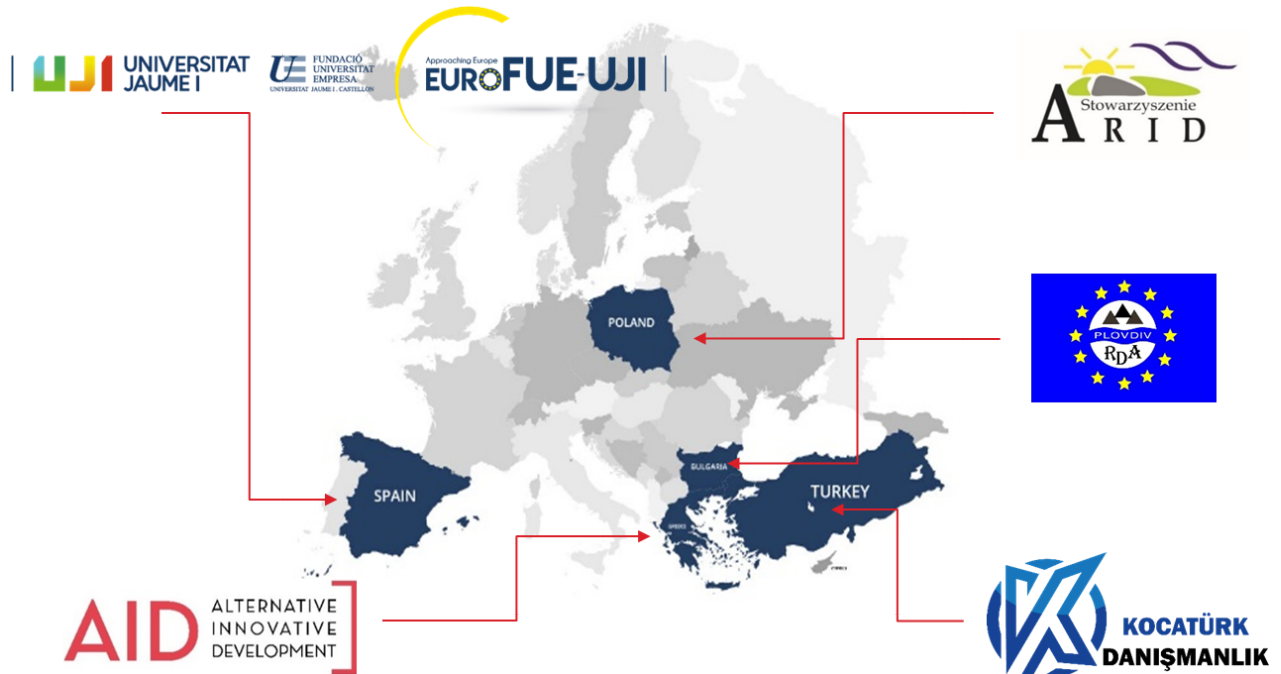 UNIVERSITAT
JAUME I
UJI
FUNDACIÓ
UNIVERSITAT
EMPRESA
UNIVERSITAT JAUME I. CASTELLÓN
Approaching Europe
EUROFUE-UJI
Stowarzyszenie
ARID
POLAND
PLOVDIV
RDA
BULGARIA
SPAIN
TURKEY
GREECE
CYPRUS
AID
ALTERNATIVE
INNOVATIVE
DEVELOPMENT
KOCATÜRK
DANIŞMANLIK